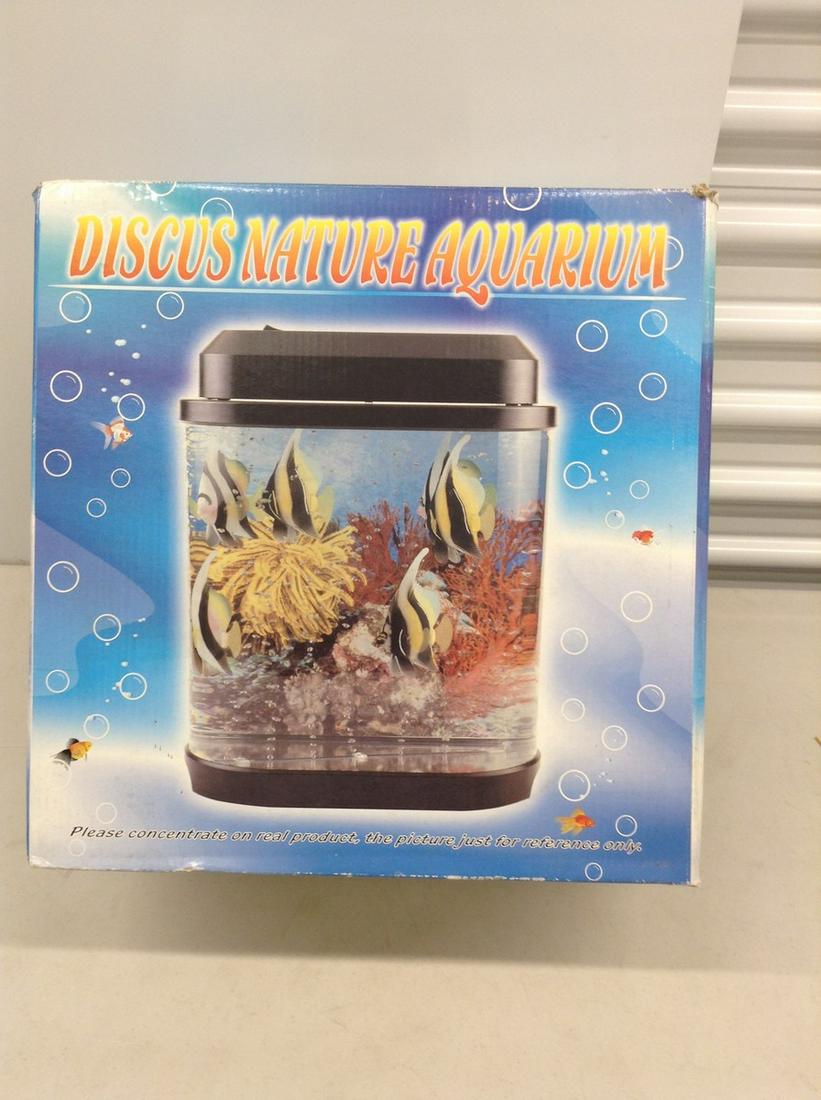 DISCUS NATURE AQUARIUM
Please concentrate on real product, the picture just for reference only.